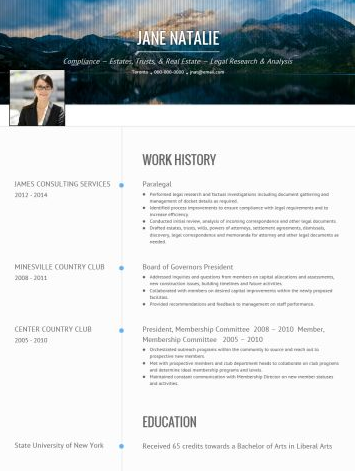 JANE NATALIE
Compliance – Estates, Trusts, & Real Estate – Legal Research & Analysis
Toronto • 000-000-0000 • jnat@email.com
WORK HISTORY
JAMES CONSULTING SERVICES
2012 - 2014
Paralegal
Performed legal research and factual investigations including document gathering and
management of docket details as required.
Identified process improvements to ensure compliance with legal requirements and to
increase efficiency.
Conducted initial review, analysis of incoming correspondence and other legal documents
Drafted estates, trusts, wills, powers of attorneys, settlement agreements, dismissals,
discovery, legal correspondence and memoranda for attorney and other legal documents as
needed.
MINESVILLE COUNTRY CLUB
2008 - 2011
Board of Governors President
Addressed inquiries and questions from members on capital allocations and assessments,
new construction issues, building timelines and future activities
Collaborated with members on desired capital improvements within the newly proposed
facilities.
Provided recommendations and feedback to management on staff performance.
CENTER COUNTRY CLUB
2005 - 2010
President, Membership Committee 2008 – 2010 Member,
Membership Committee 2005 – 2010
Orchestrated outreach programs within the community to source and reach out to
prospective new members
Met with prospective members and club department heads to collaborate on club programs
and determine ideal membership programs and levels.
Maintained constant communication with Membership Director on new member statuses
and activities.
EDUCATION
State University of New York
Received 65 credits towards a Bachelor of Arts in Liberal Arts